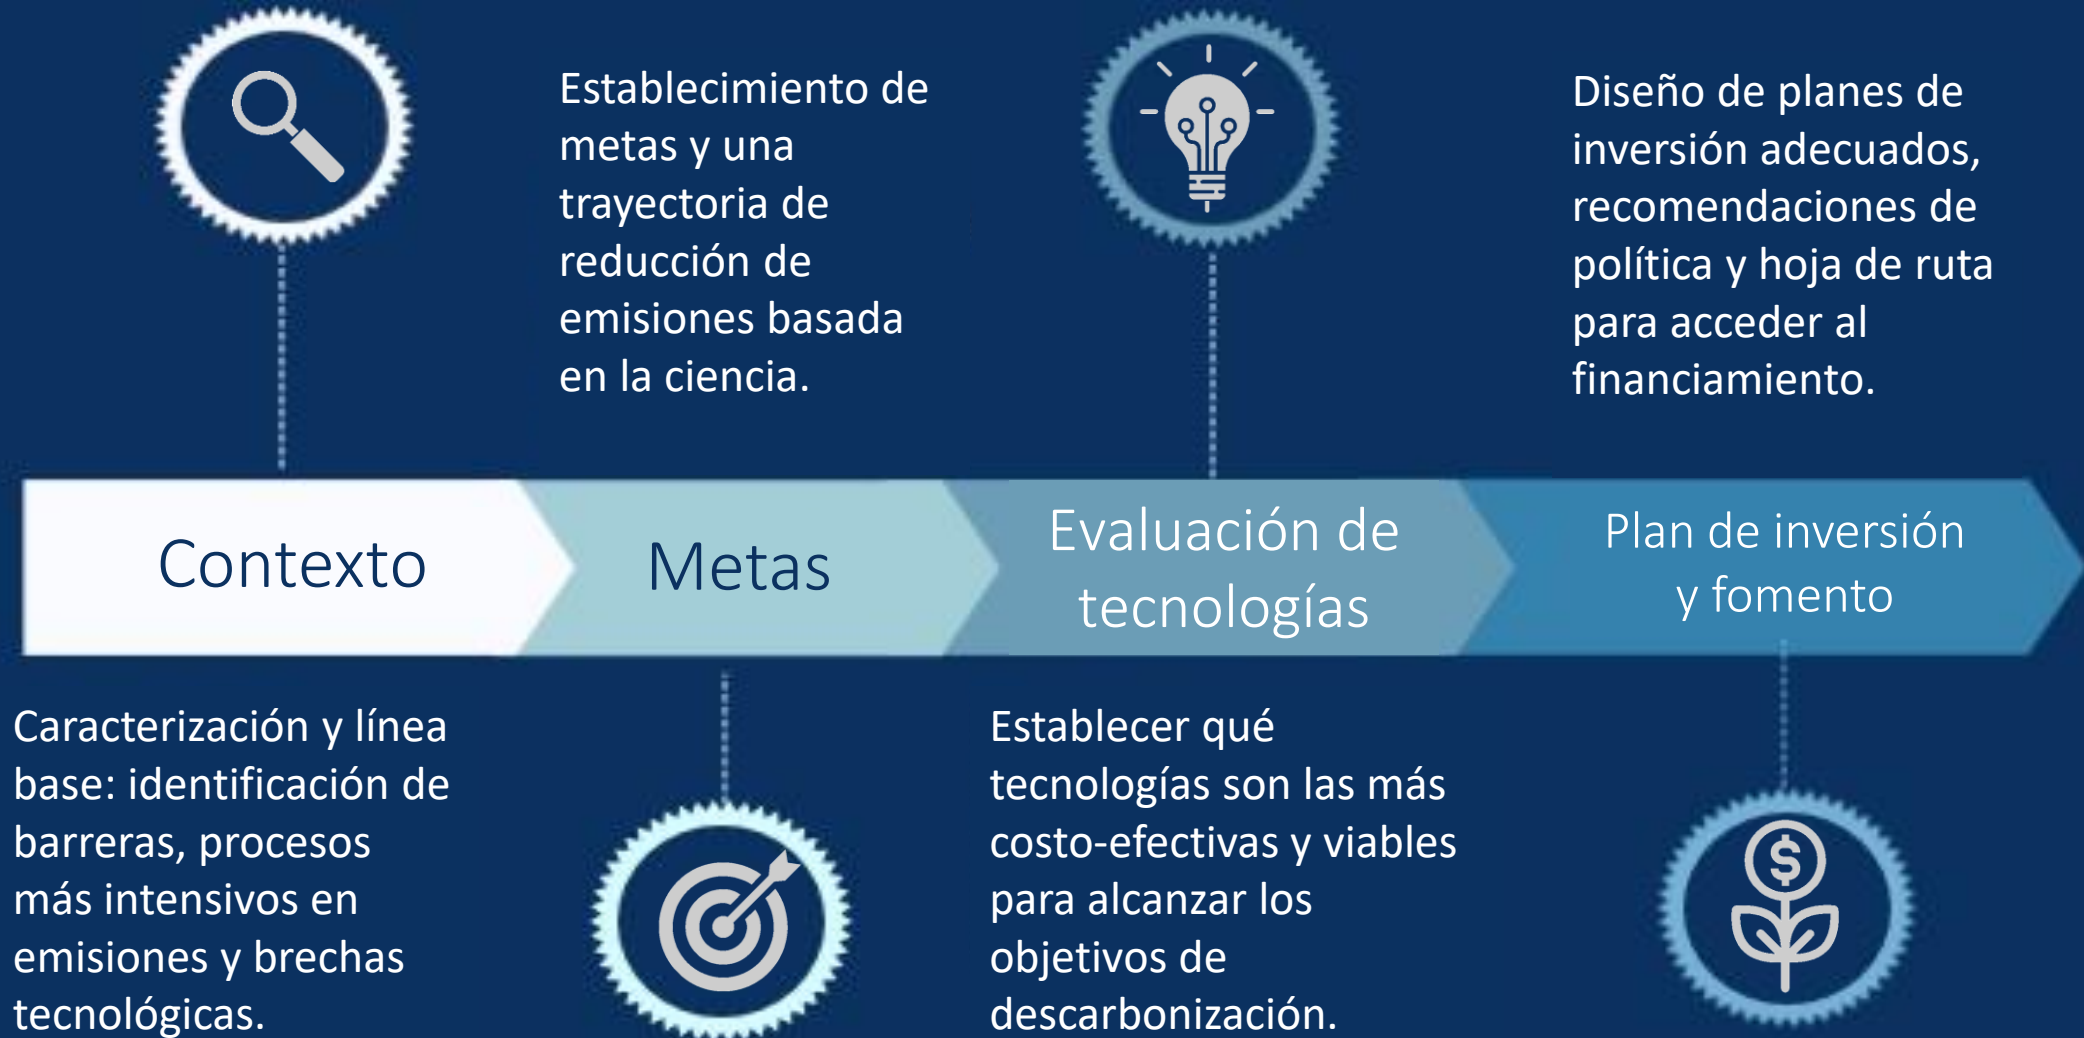 Establecimiento de
metas y una
trayectoria de
reducción de
emisiones basada
en la ciencia.
Diseño de planes de
inversión adecuados,
recomendaciones de
política y hoja de ruta
para acceder al
financiamiento.
Contexto
Metas
Evaluación de
tecnologías
Plan de inversión
y fomento
Caracterización y línea
base: identificación de
barreras, procesos
más intensivos en
emisiones y brechas
tecnológicas.
Establecer qué
tecnologías son las más
costo-efectivas y viables
para alcanzar los
objetivos de
descarbonización.
$